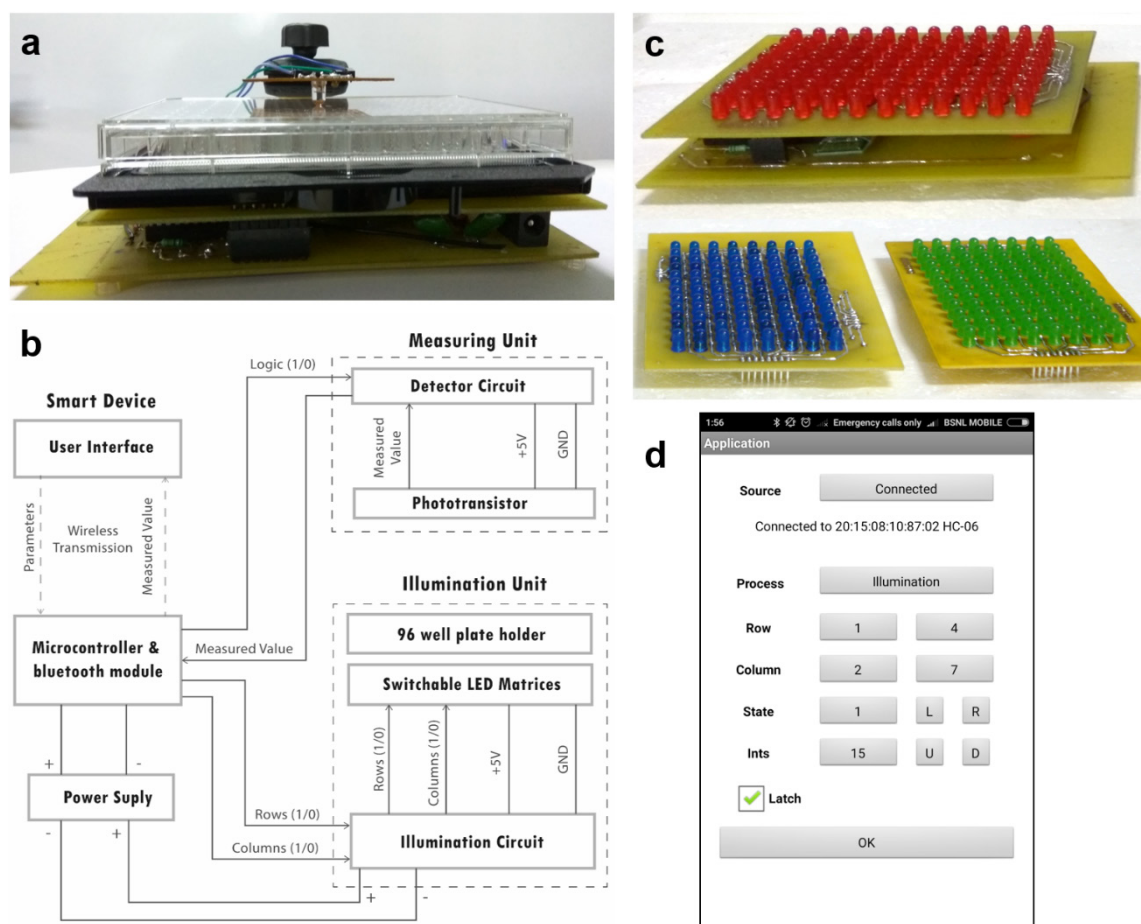 a
c
b
Measuring Unit
Logic (1/0)
Detector Circuit
Smart Device
User Interface
Measured
Value
+5V
GND
Phototransistor
Parameters
Wireless
Transmission
Measured Value
Illumination Unit
96 well plate holder
Microcontroller &
bluetooth module
Measured Value
Switchable LED Matrices
Rows (1/0)
Columns (1/0)
+5V
GND
+ -
Power Suply
- +
Rows (1/0)
Columns (1/0)
Illumination Circuit
+ -
d
1:56 Emergency calls only BSNL MOBILE
Application
Source Connected
Connected to 20:15:08:10:87:02 HC-06
Process Illumination
Row 1 4
Column 2 7
State 1 L R
Ints 15 U D
Latch
OK